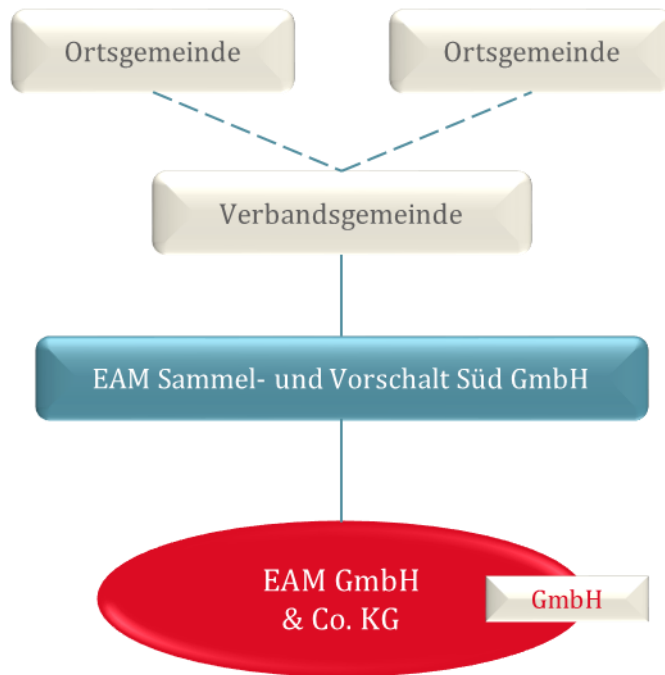 Ortsgemeinde
Ortsgemeinde
Verbandsgemeinde
EAM Sammel- und Vorschalt Süd GmbH
EAM GmbH
& Co. KG
GmbH